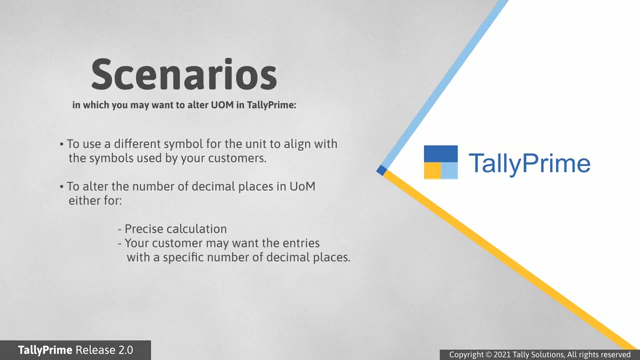 Scenarios
in which you may want to alter UOM in TallyPrime:
• To use a different symbol for the unit to align with
the symbols used by your customers.
• To alter the number of decimal places in UoM
either for:
- Precise calculation
- Your customer may want the entries
with a specific number of decimal places.
TallyPrime
TallyPrime Release 2.0
Copyright © 2021 Tally Solutions, All rights reserved